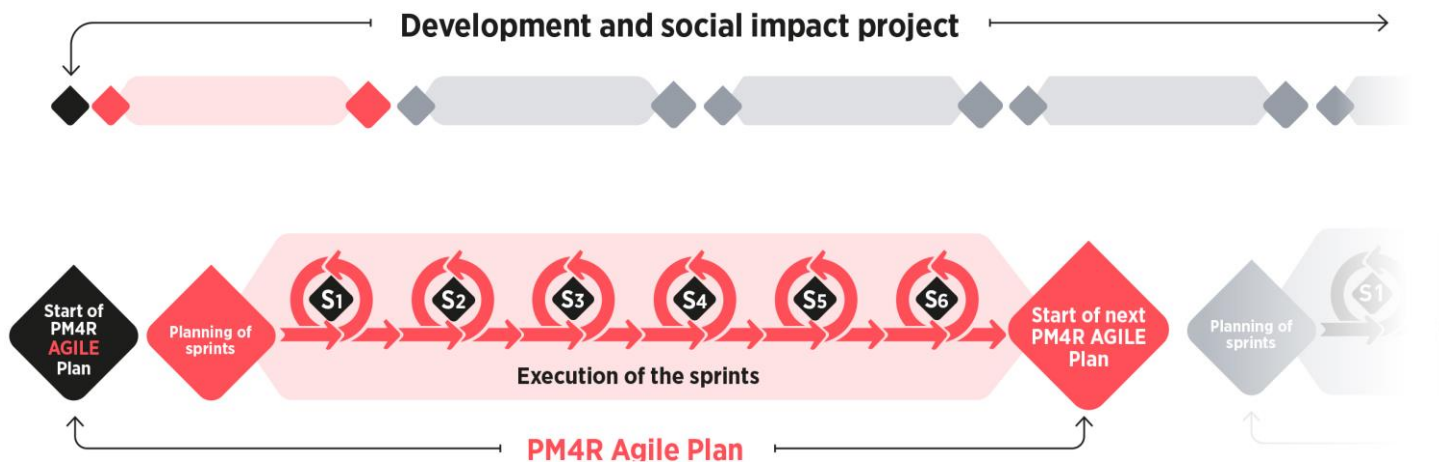 Development and social impact project
Start of
PM4R
AGILE
Plan
Planning of
sprints
S1
S2
S3
S4
S5
S6
Execution of the sprints
Start of next
PM4R AGILE
Plan
Planning of
sprints
S1
PM4R Agile Plan